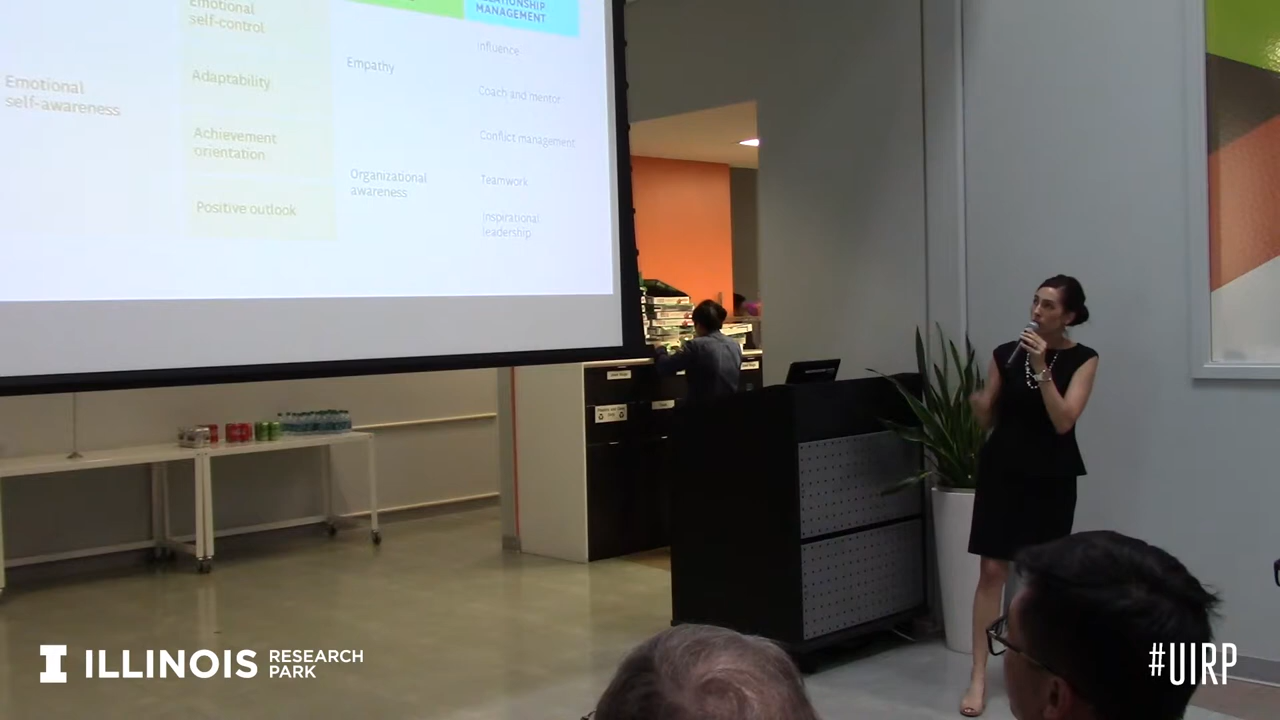 RELATIONSHIP
MANAGEMENT
Emotional
self-control
Influence
Empathy
Adaptability
Emotional
self-awareness
Coach and mentor
Achievement
orientation
Conflict management
Organizational
awareness
Teamwork
Positive outlook
Inspirational
leadership
I ILLINOIS RESEARCH
PARK
#UIRP